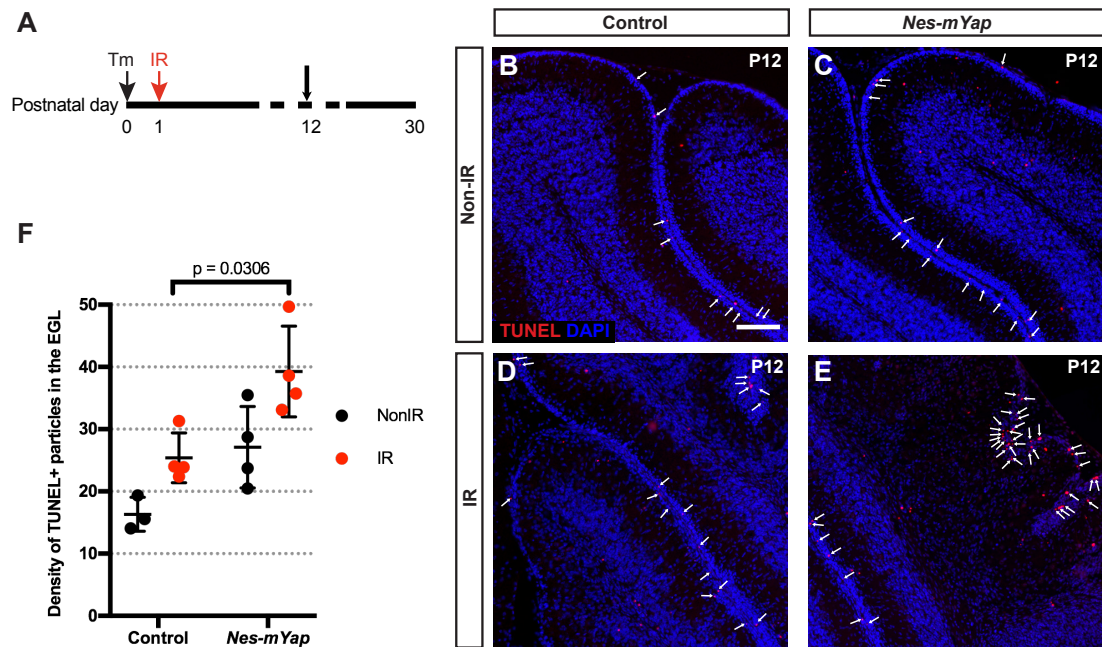 A
Tm
IR
Postnatal day
0
1
12
30
Control
Nes-mYap
Non-IR
B
P12
TUNEL DAPI
C
P12
IR
D
P12
E
P12
F
p = 0.0306
Density of TUNEL+ particles in the EGL
50
40
30
20
10
0
Control
Nes-mYap
NonIR
IR